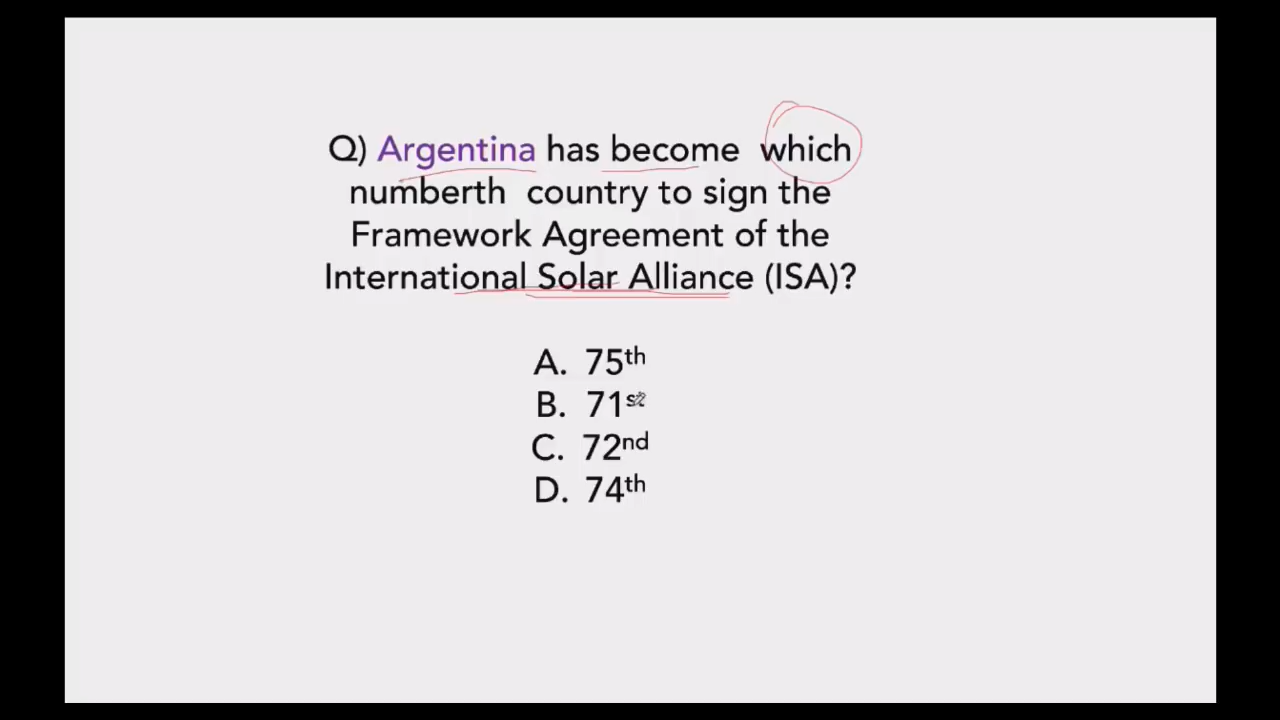 Q) Argentina has become which
numberth country to sign the
Framework Agreement of the
International Solar Alliance (ISA)?
A. 75th
B. 71st
C. 72nd
D. 74th